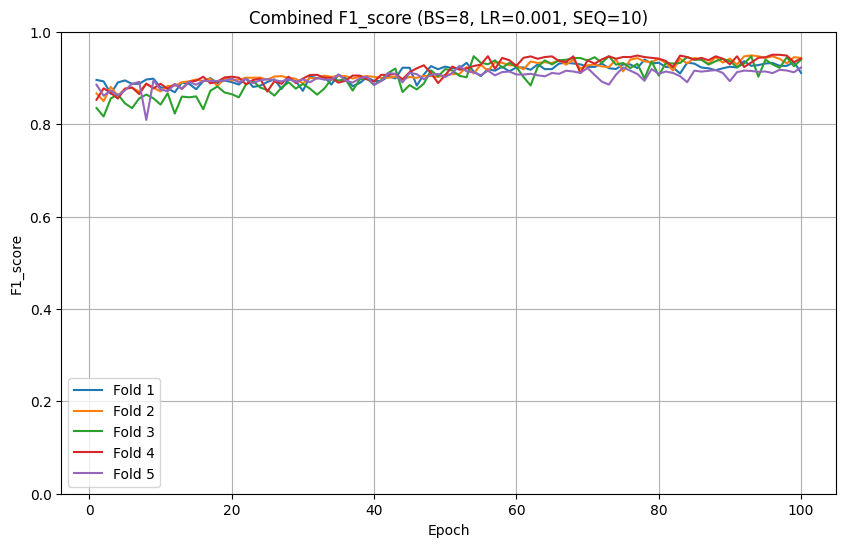 Combined F1_score (BS=8, LR=0.001, SEQ=10)
1.0
0.8
0.6
0.4
0.2
0.0
F1_score
Fold 1
Fold 2
Fold 3
Fold 4
Fold 5
0 20 40 60 80 100
Epoch